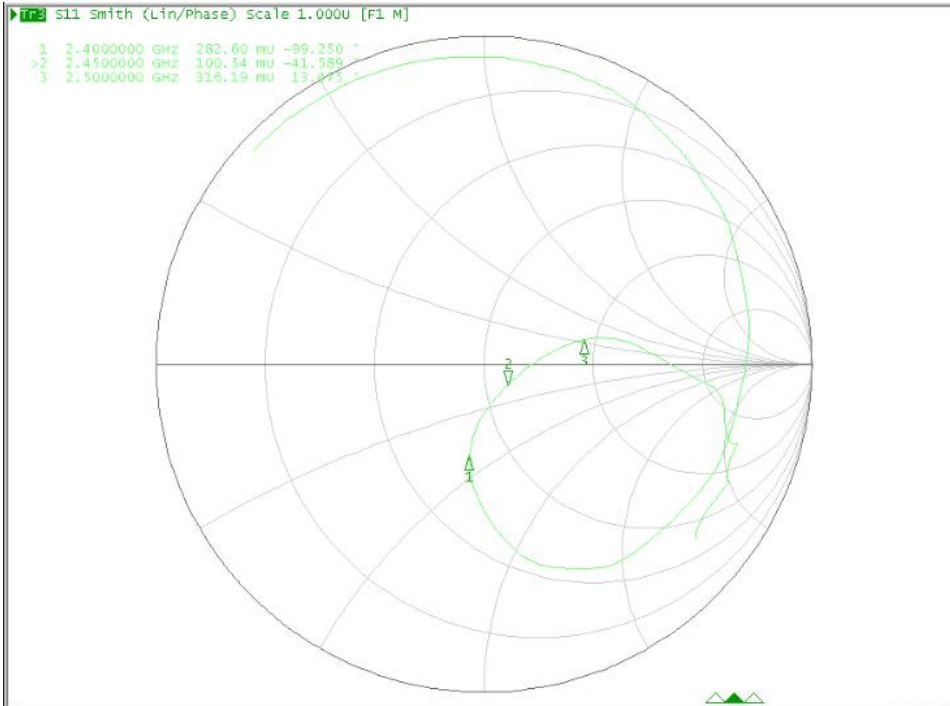 Tr3 S11 Smith (Lin/Phase) Scale 1.000U [F1 M]
1 2.4000000 GHz 282.60 mU -99.250 °
>2 2.4500000 GHz 100.54 mU -41.589 °
3 2.5000000 GHz 316.19 mU 13.475 °
2
3
1